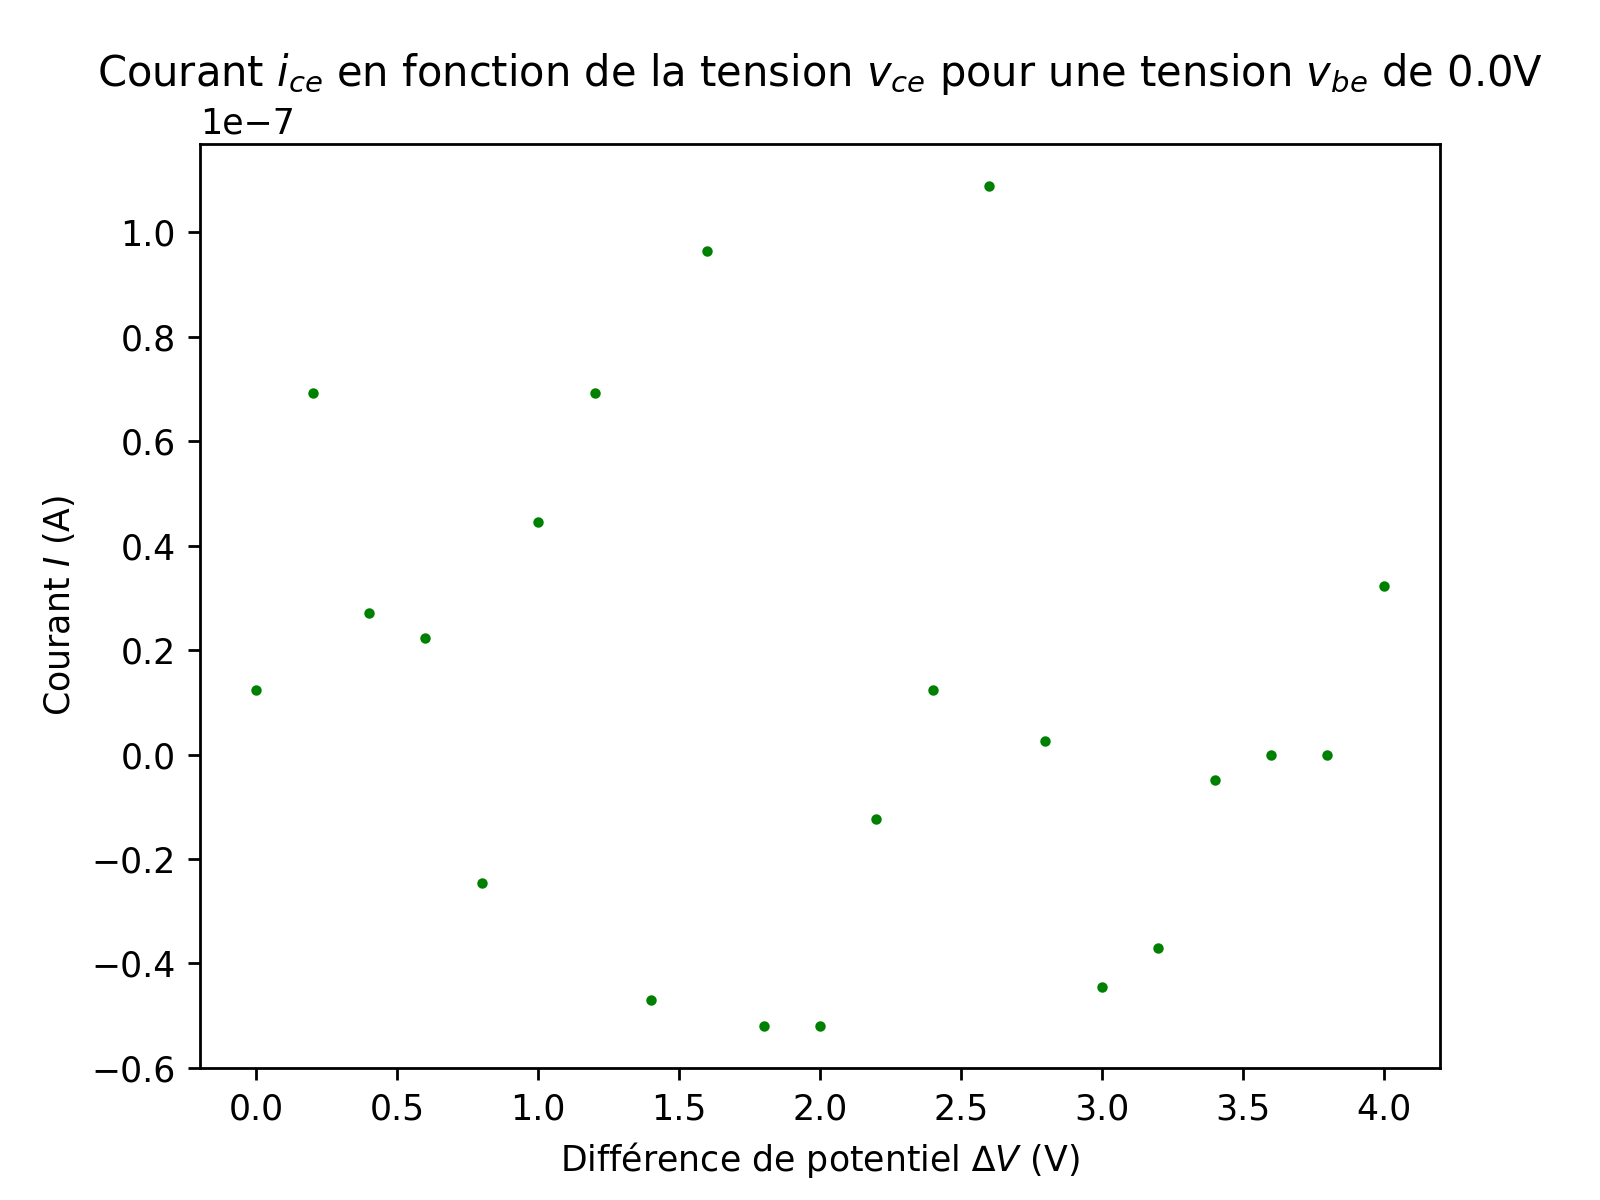 Courant i_ce en fonction de la tension v_ce pour une tension v_be de 0.0V
1e−7
1.0
0.8
0.6
0.4
0.2
0.0
−0.2
−0.4
−0.6
Courant I (A)
0.0 0.5 1.0 1.5 2.0 2.5 3.0 3.5 4.0
Différence de potentiel ΔV (V)